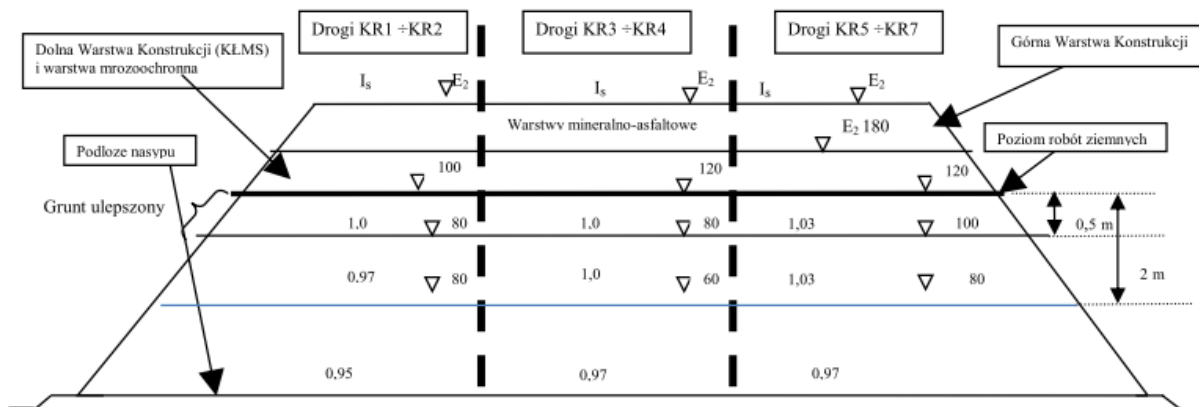 Drogi KR1 ÷KR2
Drogi KR3 ÷KR4
Drogi KR5 ÷KR7
Dolna Warstwa Konstrukcji (KŁMS)
i warstwa mrozoochronna
Górna Warstwa Konstrukcji
Is E2 Is E2 Is E2
Warstwy mineralno-asfaltowe
E2 180
Podłoze nasypu
Poziom robót ziemnych
100 120 120
Grunt ulepszony
1,0 80 1,0 80 1,03 100
0,5 m
0,97 80 1,0 60 1,03 80
2 m
0,95 0,97 0,97